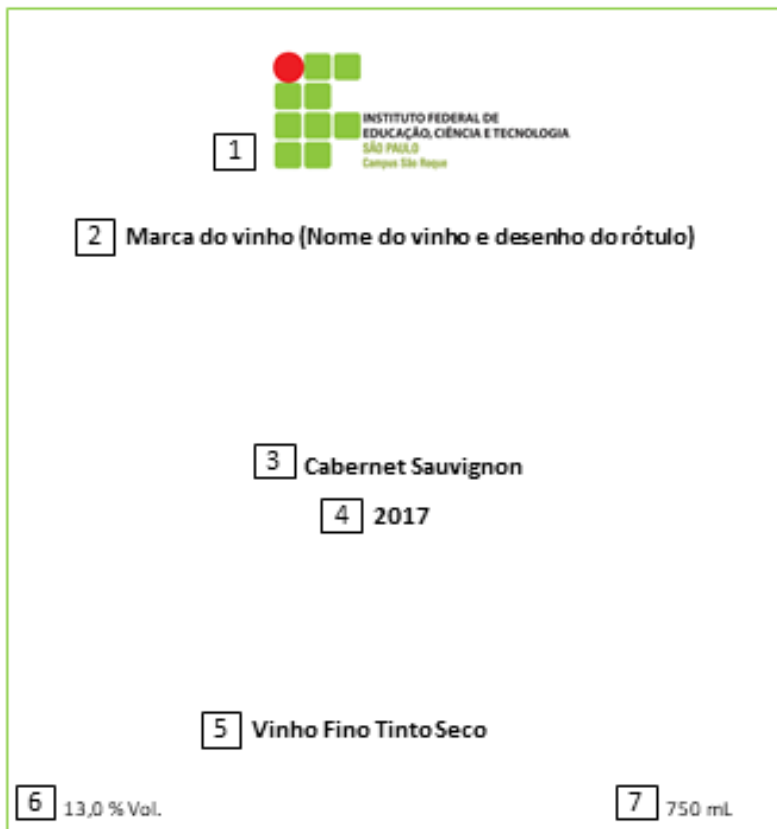 INSTITUTO FEDERAL DE
EDUCAÇÃO, CIÊNCIA E TECNOLOGIA
SÃO PAULO
Campus São Roque
1
2 Marca do vinho (Nome do vinho e desenho do rótulo)
3 Cabernet Sauvignon
4 2017
5 Vinho Fino Tinto Seco
6 13,0 % Vol.
7 750 mL